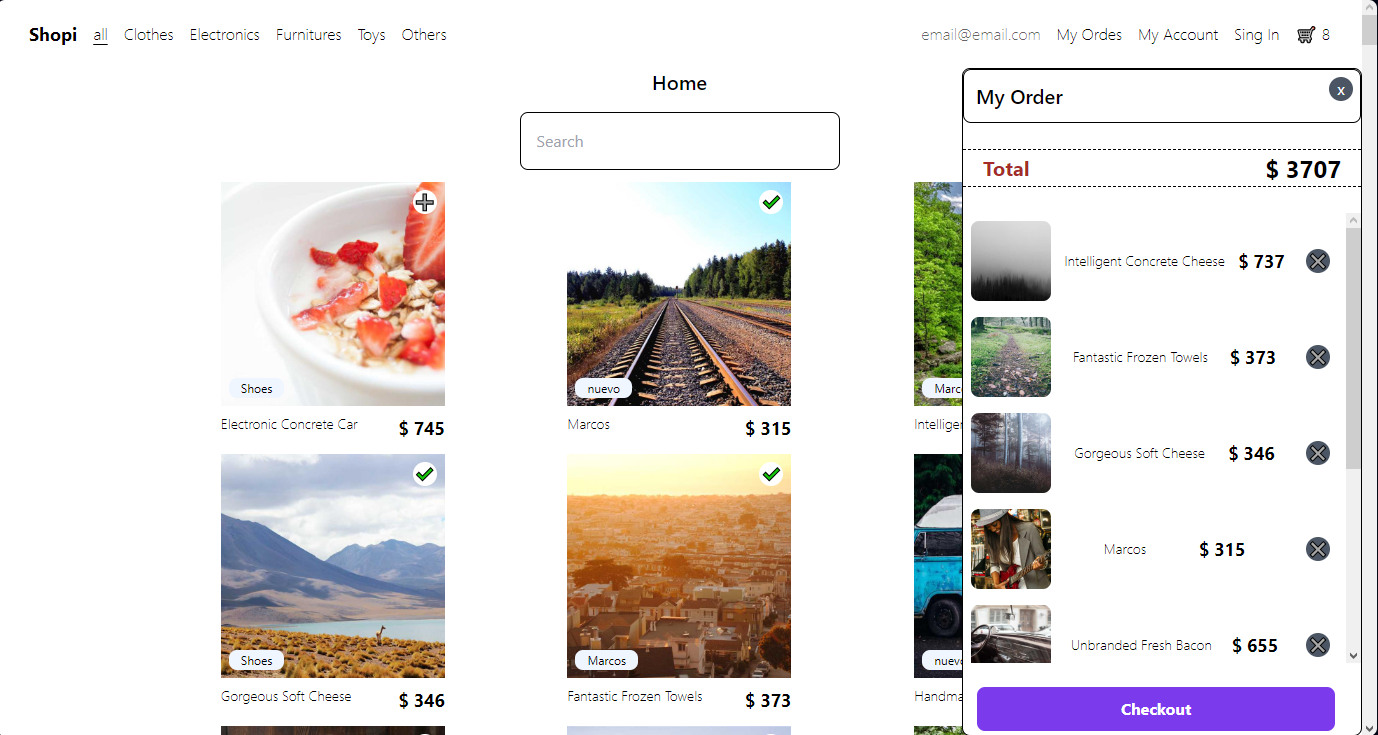 Shopi all Clothes Electronics Furnitures Toys Others email@email.com My Ordes My Account Sing In 8
Home
Search
Shoes
Electronic Concrete Car $ 745
nuevo
Marcos $ 315
Marc
Intelligen
Shoes
Gorgeous Soft Cheese $ 346
Marcos
Fantastic Frozen Towels $ 373
nuevo
Handma
My Order x
Total $ 3707
Intelligent Concrete Cheese $ 737
Fantastic Frozen Towels $ 373
Gorgeous Soft Cheese $ 346
Marcos $ 315
Unbranded Fresh Bacon $ 655
Checkout